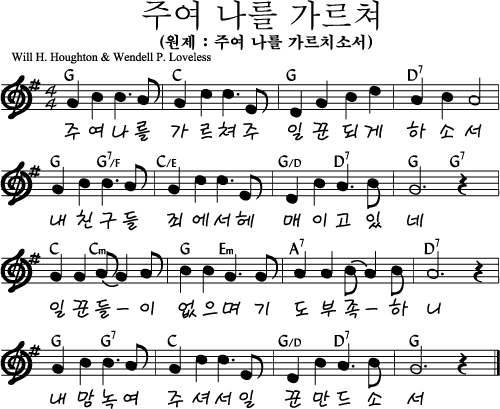 주여 나를 가르쳐
(원제 : 주여 나를 가르치소서)
Will H. Houghton & Wendell P. Loveless
G C G D7
4
4
주 여 나 를 가 르 쳐 주 일 꾼 되 게 하 소 서
G G7/F C/E G/D D7 G G7
내 친 구 들 죄 에 서 헤 매 이 고 있 네
C Cm G Em A7 D7
일 꾼 들 - 이 없 으 며 기 도 부 족 - 하 니
G G7 C G/D D7 G
내 맘 녹 여 주 셔 서 일 꾼 만 드 소 서